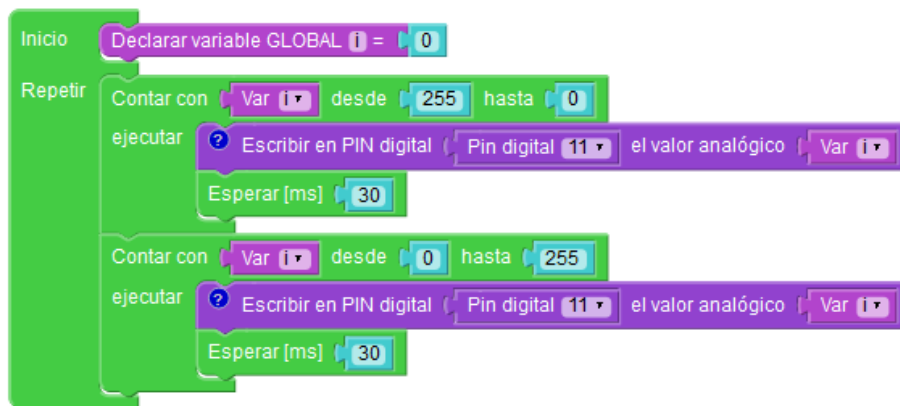 Inicio Declarar variable GLOBAL i = 0
Repetir Contar con Var i desde 255 hasta 0
ejecutar ? Escribir en PIN digital Pin digital 11 el valor analógico Var i
Esperar [ms] 30
Contar con Var i desde 0 hasta 255
ejecutar ? Escribir en PIN digital Pin digital 11 el valor analógico Var i
Esperar [ms] 30